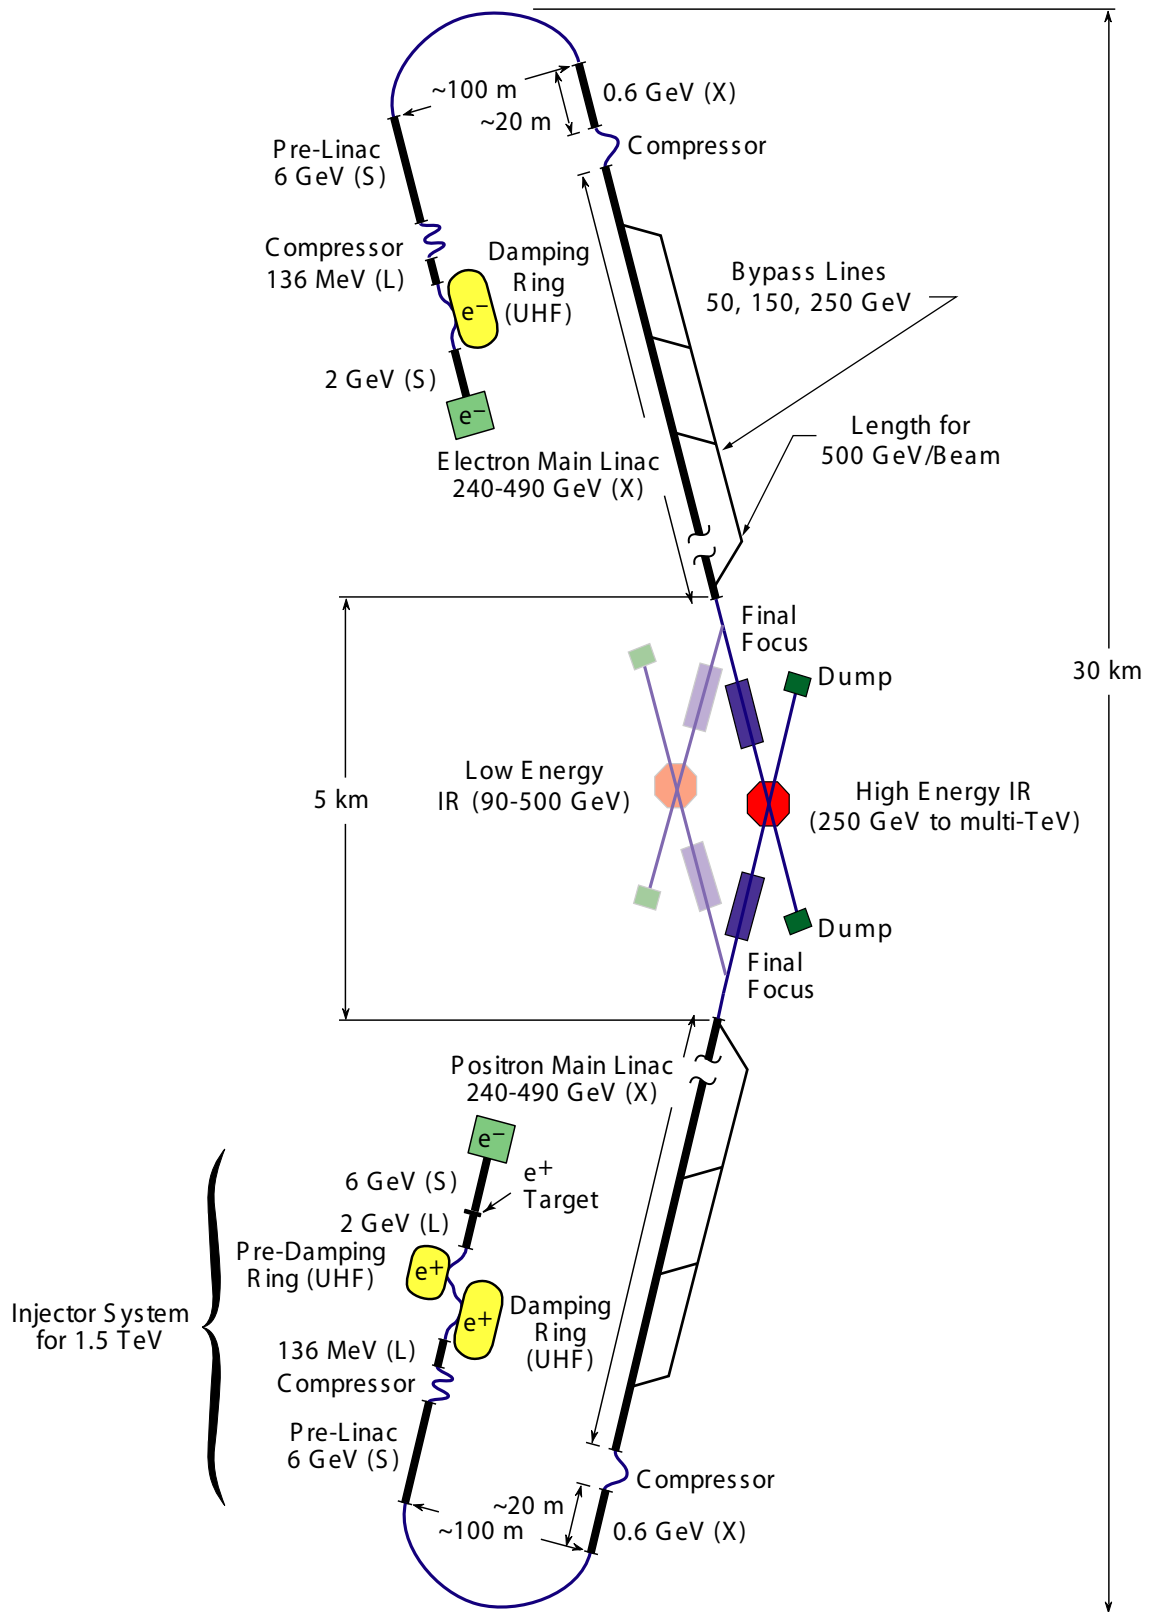 ~100 m
~20 m
0.6 GeV (X)
Compressor
Pre-Linac
6 GeV (S)
Compressor
136 MeV (L)
Damping
Ring
(UHF)
e−
2 GeV (S)
e−
Bypass Lines
50, 150, 250 GeV
Length for
500 GeV/Beam
Electron Main Linac
240-490 GeV (X)
Final
Focus
Dump
30 km
Low Energy
IR (90-500 GeV)
5 km
High Energy IR
(250 GeV to multi-TeV)
Dump
Final
Focus
Positron Main Linac
240-490 GeV (X)
e−
6 GeV (S)
e+
Target
2 GeV (L)
Pre-Damping
Ring (UHF)
e+
e+
Damping
Ring
(UHF)
Injector System
for 1.5 TeV
136 MeV (L)
Compressor
Pre-Linac
6 GeV (S)
Compressor
~20 m
~100 m
0.6 GeV (X)